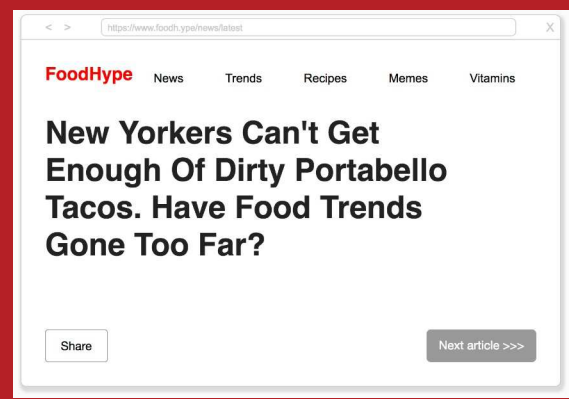 < >
https://www.foodh.ype/news/latest
X
FoodHype
News Trends Recipes Memes Vitamins
New Yorkers Can't Get
Enough Of Dirty Portabello
Tacos. Have Food Trends
Gone Too Far?
Share
Next article >>>